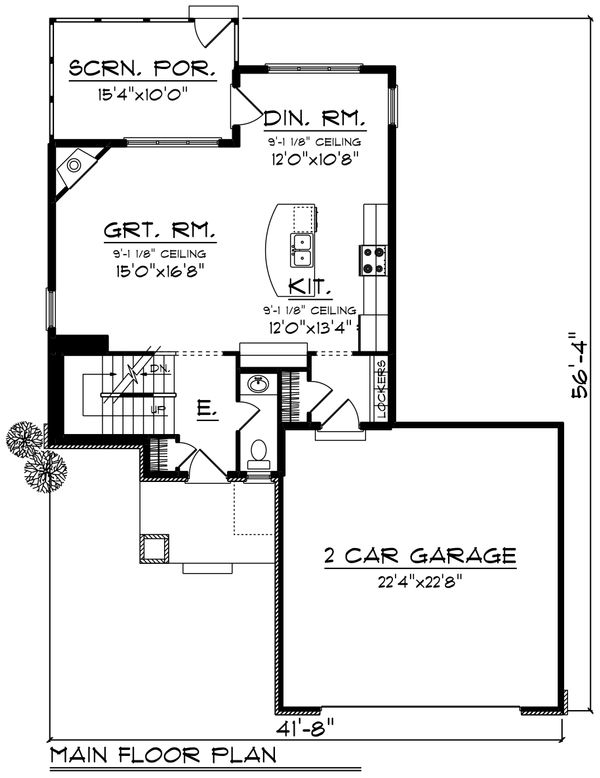 SCRN. POR.
15'4"x10'0"
DIN. RM.
9'-1 1/8" CEILING
12'0"x10'8"
GRT. RM.
9'-1 1/8" CEILING
15'0"x16'8"
KIT.
9'-1 1/8" CEILING
12'0"x13'4"
DN.
UP
E.
LOCKERS
56'-4"
2 CAR GARAGE
22'4"x22'8"
41'-8"
MAIN FLOOR PLAN